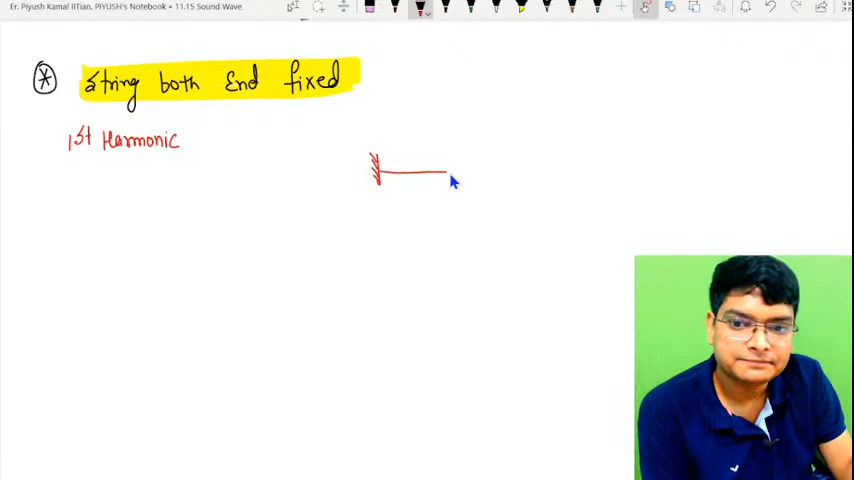 Er. Piyush Kamal IITian. PIYUSH's Notebook » 11.15 Sound Wave
String both End fixed
1st Harmonic